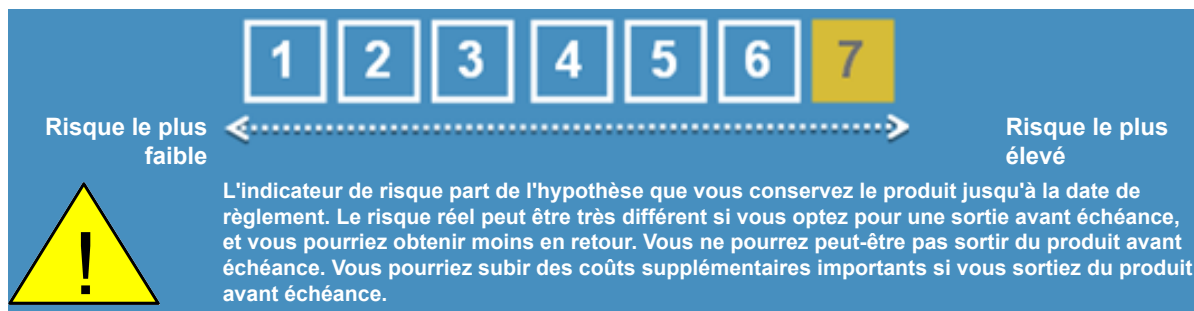 1 2 3 4 5 6 7
Risque le plus faible
Risque le plus élevé
L'indicateur de risque part de l'hypothèse que vous conservez le produit jusqu'à la date de
règlement. Le risque réel peut être très différent si vous optez pour une sortie avant échéance,
et vous pourriez obtenir moins en retour. Vous ne pourrez peut-être pas sortir du produit avant
échéance. Vous pourriez subir des coûts supplémentaires importants si vous sortiez du produit
avant échéance.
!